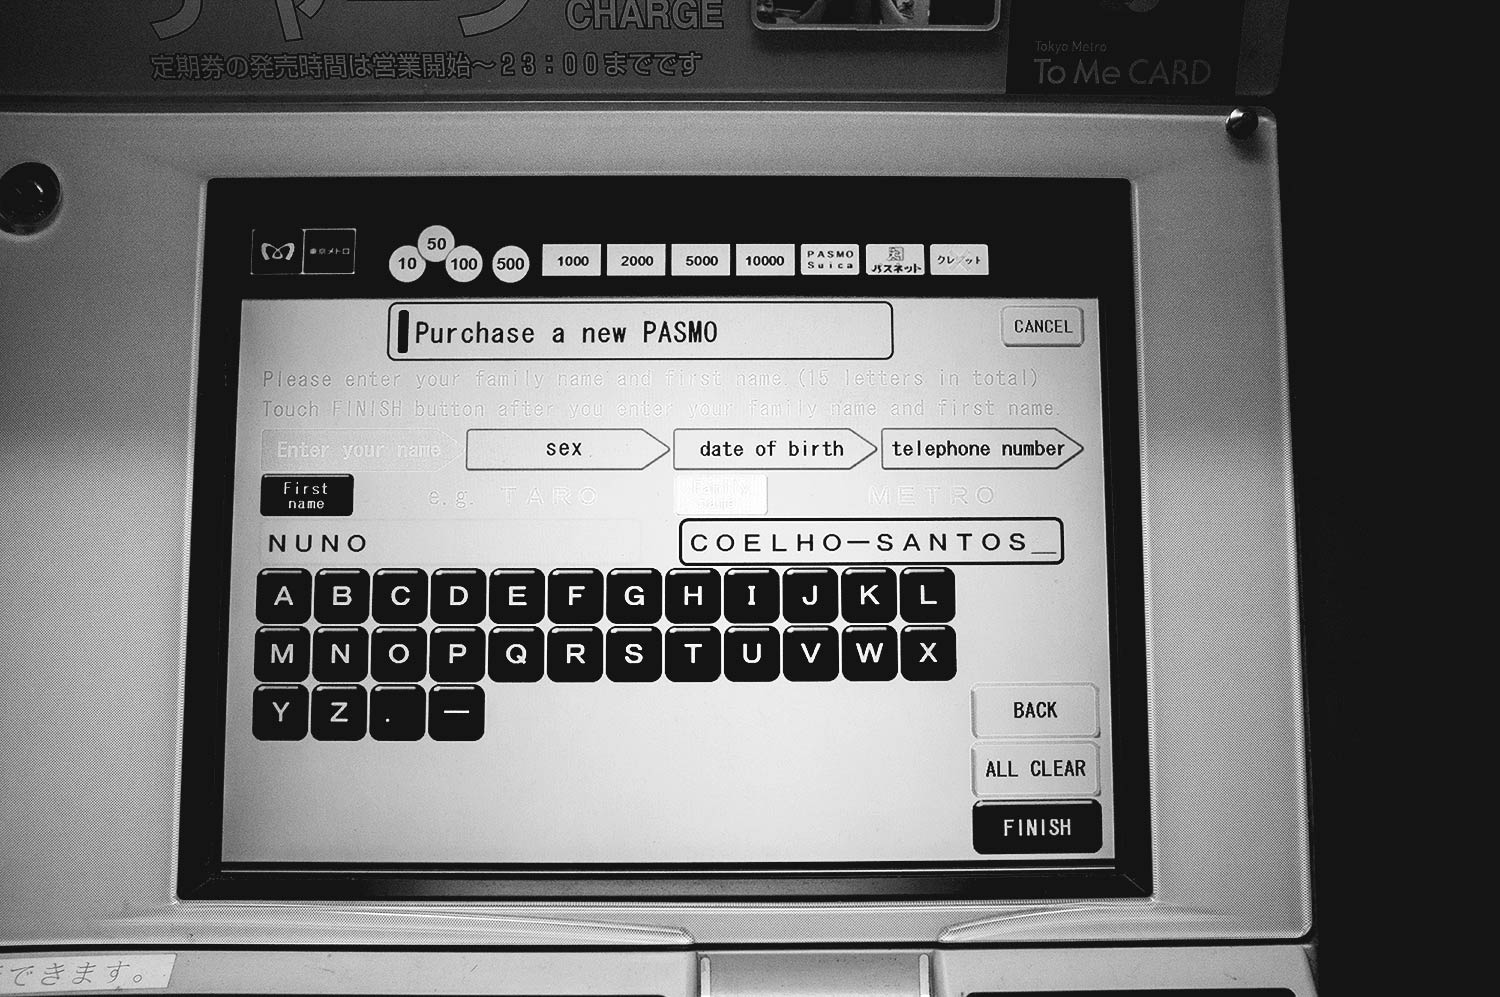 チャージ
CHARGE
定期券の発売時間は営業開始～23:00までです
Tokyo Metro
To Me CARD
東京メトロ
10 50 100 500 1000 2000 5000 10000 PASMO Suica パスネット クレジット
Purchase a new PASMO
CANCEL
Please enter your family name and first name.(15 letters in total)
Touch FINISH button after you enter your family name and first name.
Enter your name sex date of birth telephone number
First name e.g. TARO Family name METRO
NUNO COELHO-SANTOS_
A B C D E F G H I J K L
M N O P Q R S T U V W X
Y Z . —
BACK
ALL CLEAR
FINISH
できます。